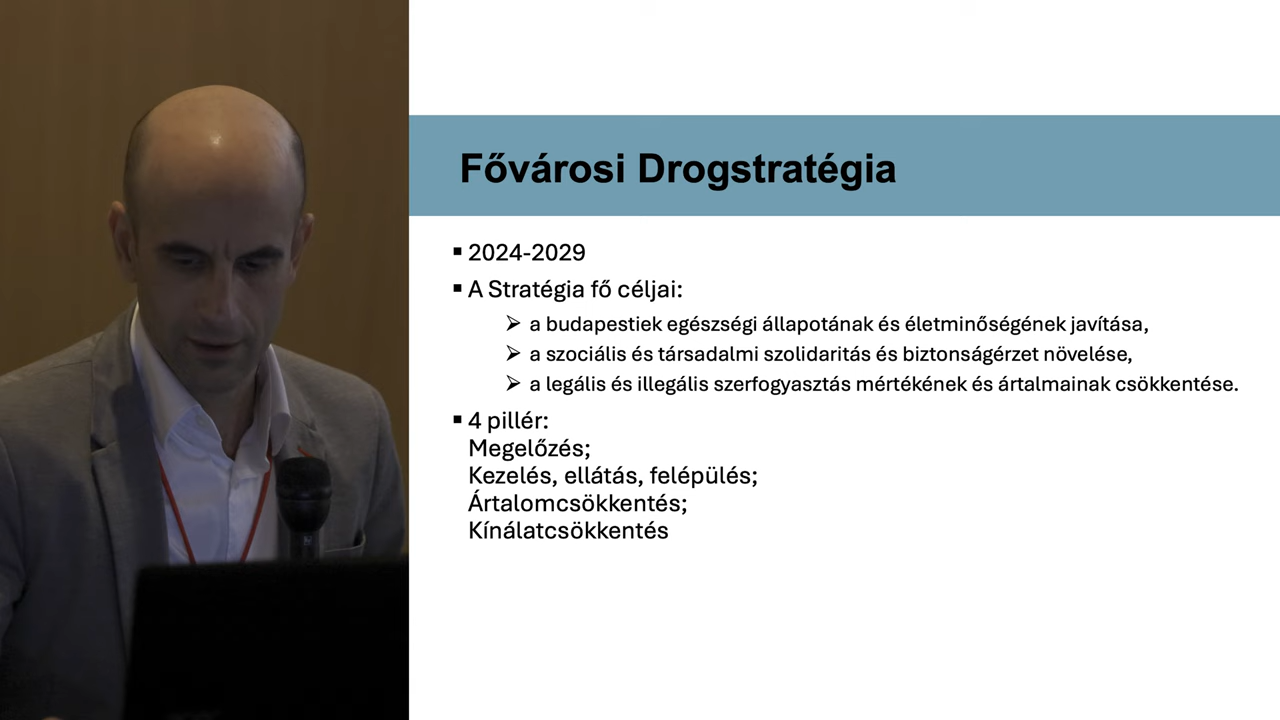 Fővárosi Drogstratégia
▪ 2024-2029
▪ A Stratégia fő céljai:
➢ a budapestiek egészségi állapotának és életminőségének javítása,
➢ a szociális és társadalmi szolidaritás és biztonságérzet növelése,
➢ a legális és illegális szerfogyasztás mértékének és ártalmainak csökkentése.
▪ 4 pillér:
Megelőzés;
Kezelés, ellátás, felépülés;
Ártalomcsökkentés;
Kínálatcsökkentés